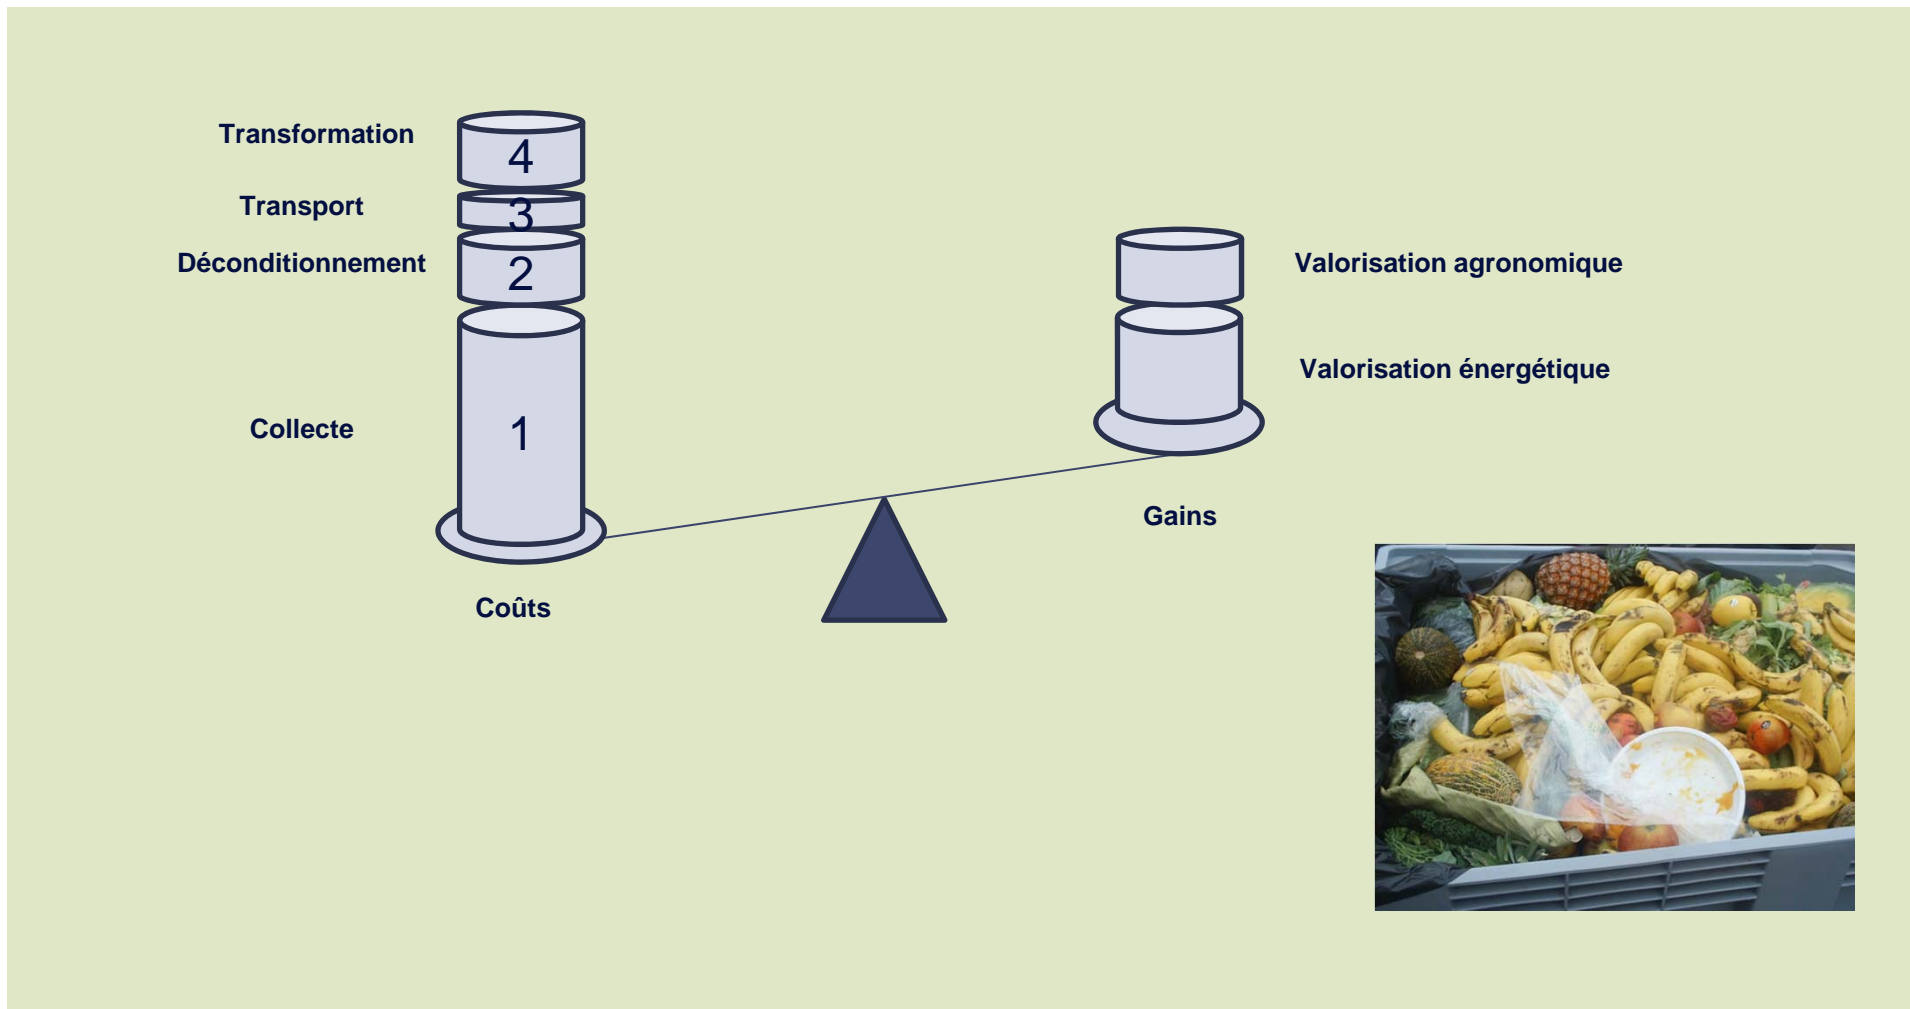 Transformation
4
Transport
3
Déconditionnement
2
Valorisation agronomique
Valorisation énergétique
Collecte
1
Gains
Coûts